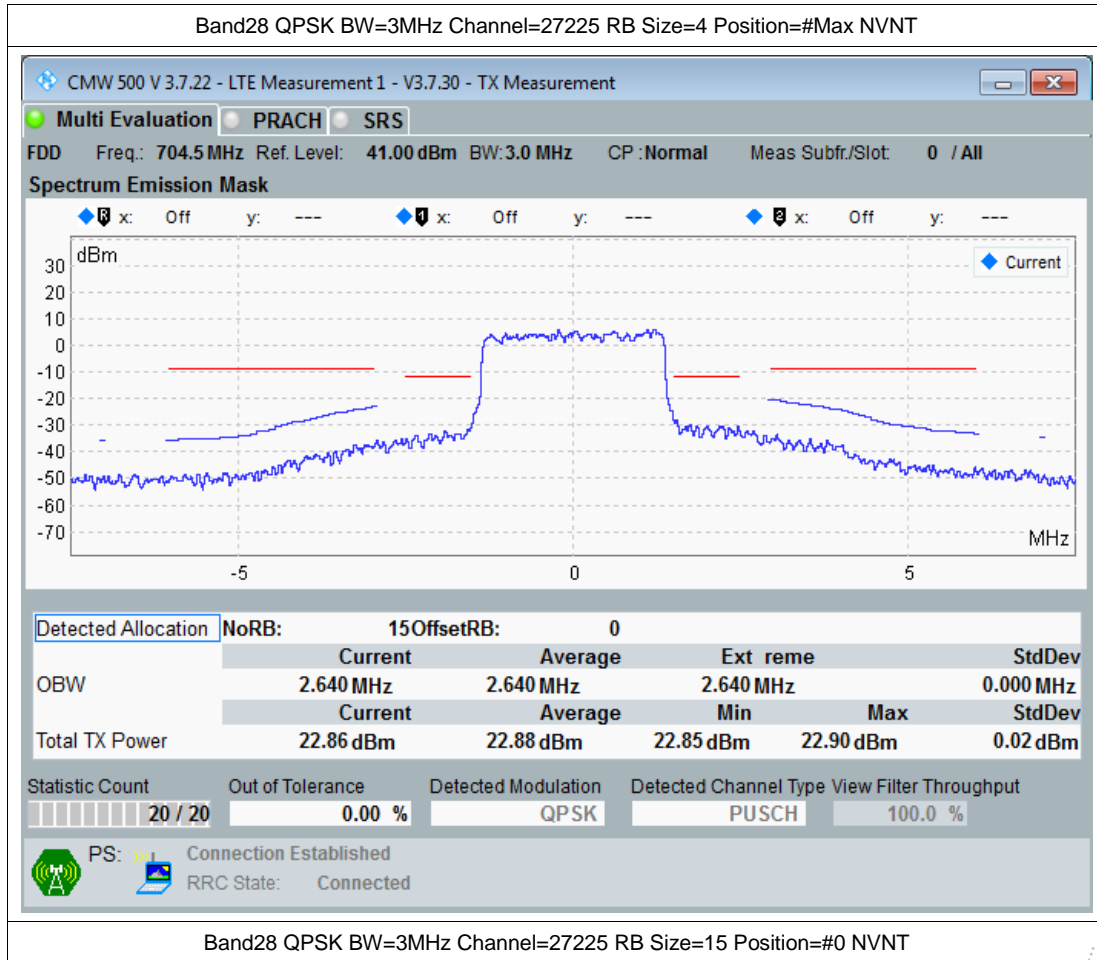 Band28 QPSK BW=3MHz Channel=27225 RB Size=4 Position=#Max NVNT
CMW 500 V 3.7.22 - LTE Measurement 1 - V3.7.30 - TX Measurement
Multi Evaluation PRACH SRS
FDD Freq.: 704.5 MHz Ref. Level: 41.00 dBm BW: 3.0 MHz CP : Normal Meas Subfr./Slot: 0 / All
Spectrum Emission Mask
R x: Off y: --- 1 x: Off y: --- 2 x: Off y: ---
dBm
Current
30
20
10
0
-10
-20
-30
-40
-50
-60
-70
MHz
-5 0 5
Detected Allocation NoRB: 15 OffsetRB: 0
Current Average Ext reme StdDev
OBW 2.640 MHz 2.640 MHz 2.640 MHz 0.000 MHz
Current Average Min Max StdDev
Total TX Power 22.86 dBm 22.88 dBm 22.85 dBm 22.90 dBm 0.02 dBm
Statistic Count Out of Tolerance Detected Modulation Detected Channel Type View Filter Throughput
20 / 20 0.00 % QPSK PUSCH 100.0 %
PS: Connection Established
RRC State: Connected
Band28 QPSK BW=3MHz Channel=27225 RB Size=15 Position=#0 NVNT